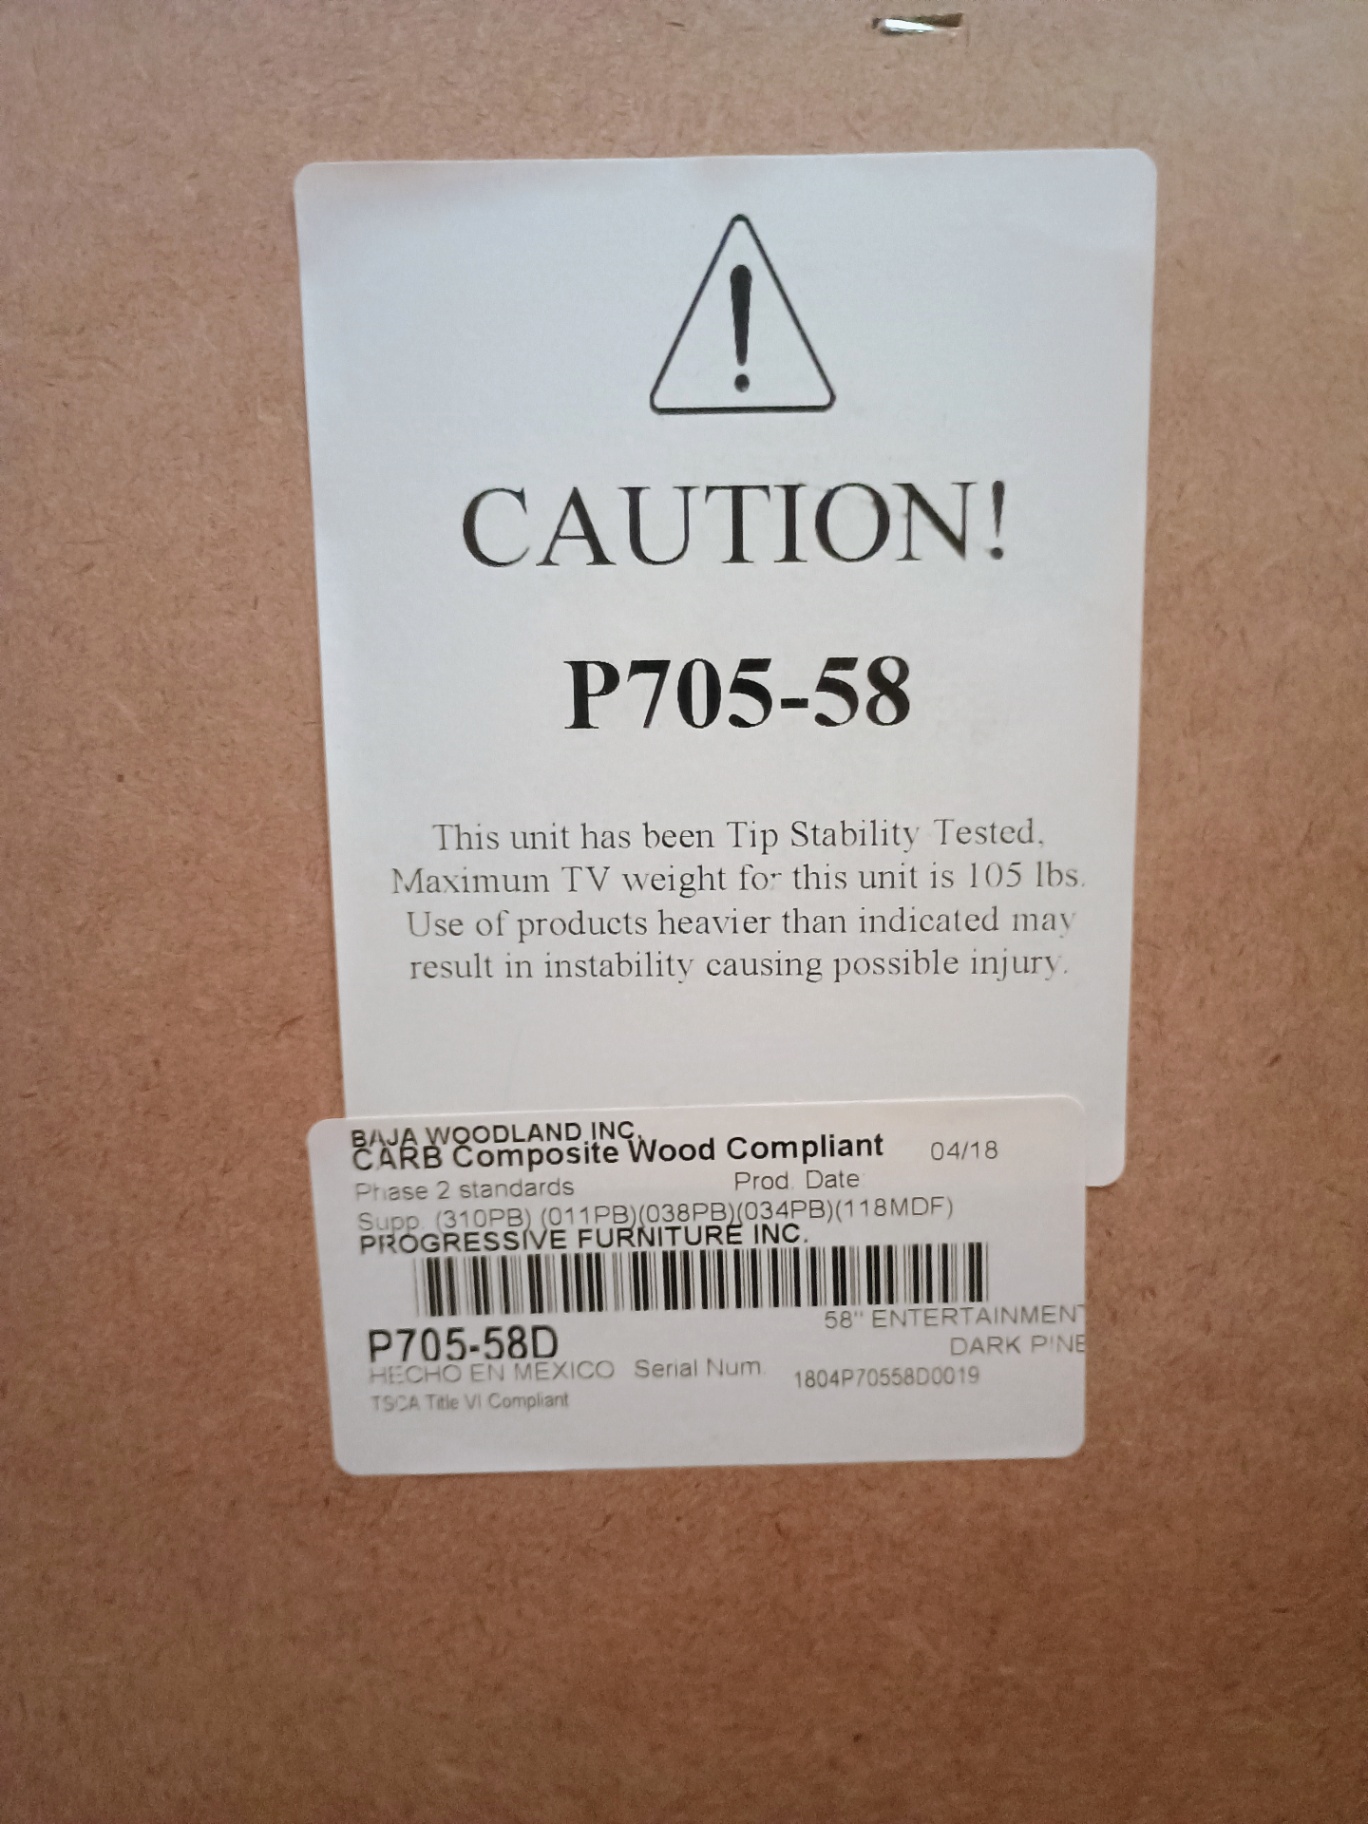 CAUTION!
P705-58
This unit has been Tip Stability Tested,
Maximum TV weight for this unit is 105 lbs.
Use of products heavier than indicated may
result in instability causing possible injury.
BAJA WOODLAND INC.
CARB Composite Wood Compliant 04/18
Phase 2 standards Prod. Date
Supp. (310PB) (011PB)(038PB)(034PB)(118MDF)
PROGRESSIVE FURNITURE INC.
58" ENTERTAINMENT
P705-58D DARK PINE
HECHO EN MEXICO Serial Num. 1804P70558D0019
TSCA Title VI Compliant